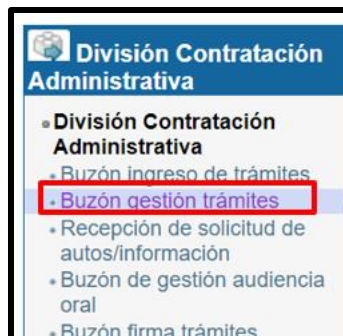 División Contratación
Administrativa
División Contratación
Administrativa
Buzón ingreso de trámites
Buzón gestión trámites
Recepción de solicitud de
autos/información
Buzón de gestión audiencia
oral
Buzón firma trámites